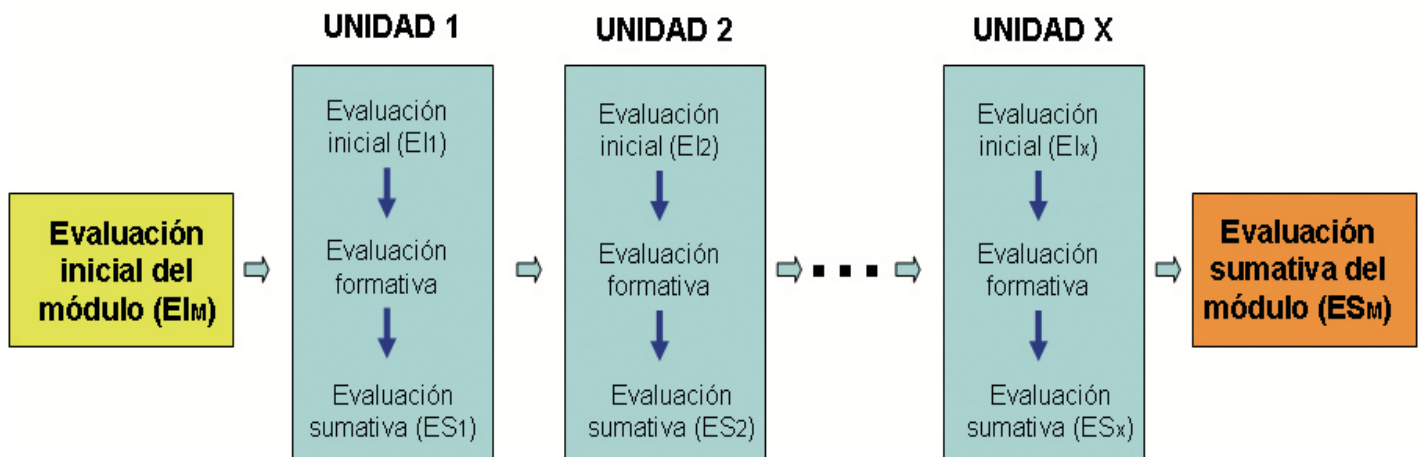 UNIDAD 1
UNIDAD 2
UNIDAD X
Evaluación
inicial del
módulo (EIM)
Evaluación
inicial (EI1)
Evaluación
formativa
Evaluación
sumativa (ES1)
Evaluación
inicial (EI2)
Evaluación
formativa
Evaluación
sumativa (ES2)
Evaluación
inicial (EIx)
Evaluación
formativa
Evaluación
sumativa (ESx)
Evaluación
sumativa del
módulo (ESM)